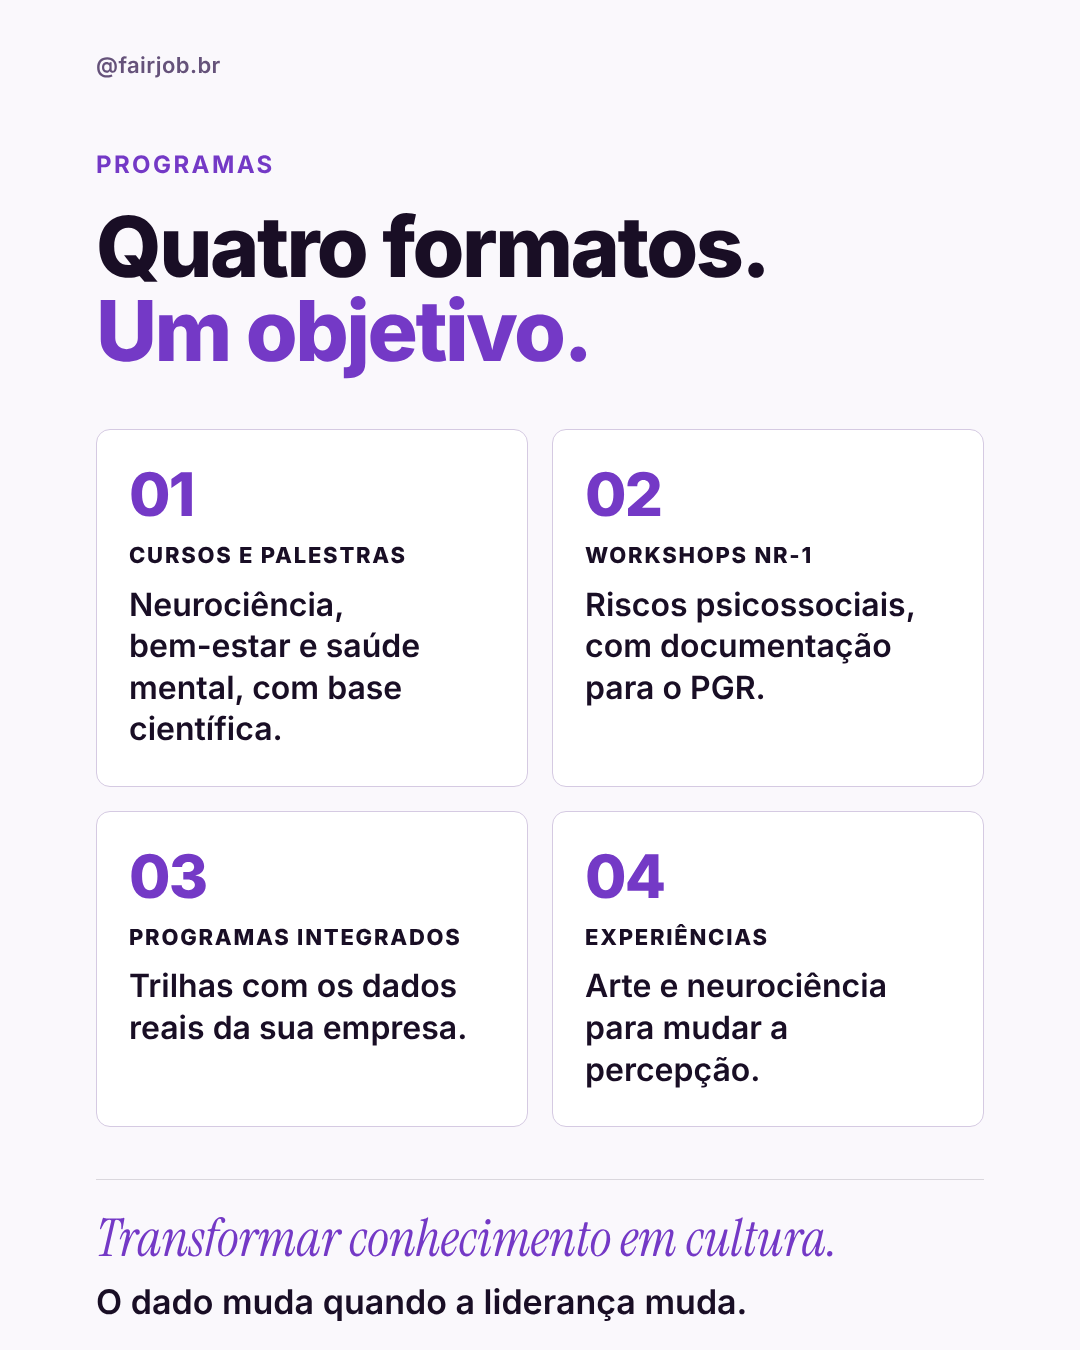 @fairjob.br
PROGRAMAS
Quatro formatos.
Um objetivo.
01
CURSOS E PALESTRAS
Neurociência,
bem-estar e saúde
mental, com base
científica.
02
WORKSHOPS NR-1
Riscos psicossociais,
com documentação
para o PGR.
03
PROGRAMAS INTEGRADOS
Trilhas com os dados
reais da sua empresa.
04
EXPERIÊNCIAS
Arte e neurociência
para mudar a
percepção.
Transformar conhecimento em cultura.
O dado muda quando a liderança muda.